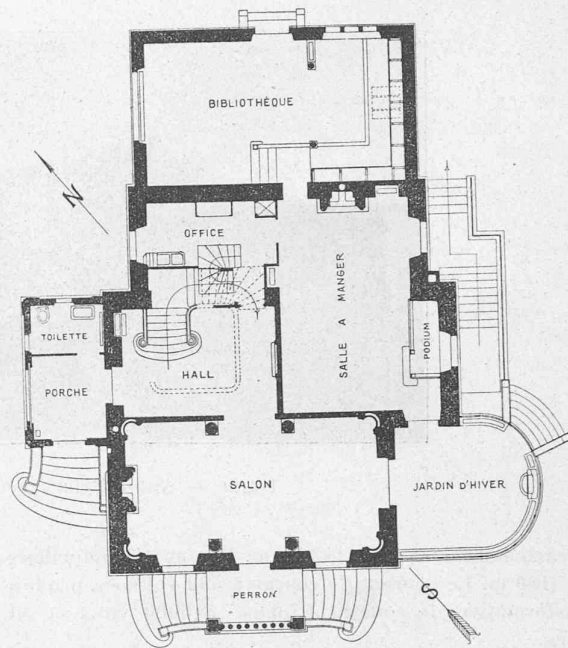 BIBLIOTHÈQUE
N
OFFICE
SALLE A MANGER
TOILETTE
PODIUM
HALL
PORCHE
SALON
JARDIN D'HIVER
PERRON
S